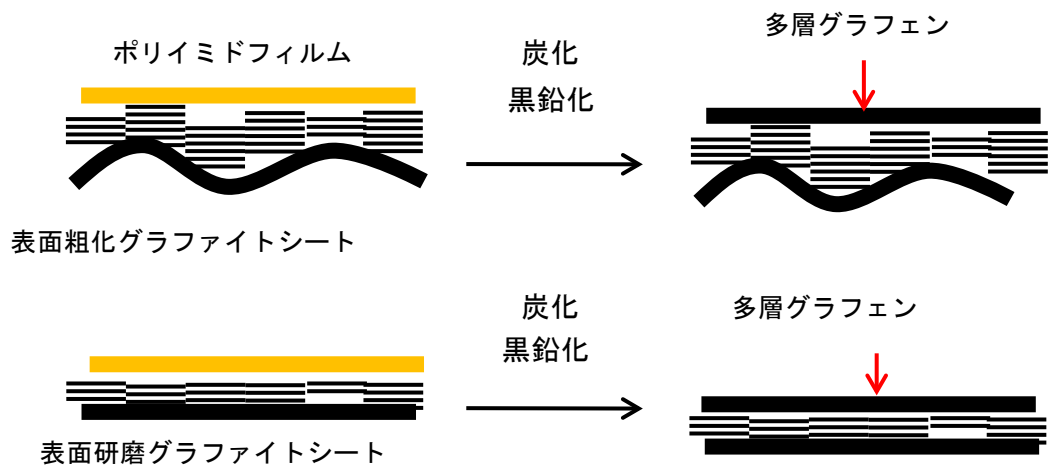 ポリイミドフィルム
炭化
黒鉛化
多層グラフェン
表面粗化グラファイトシート
炭化
黒鉛化
多層グラフェン
表面研磨グラファイトシート